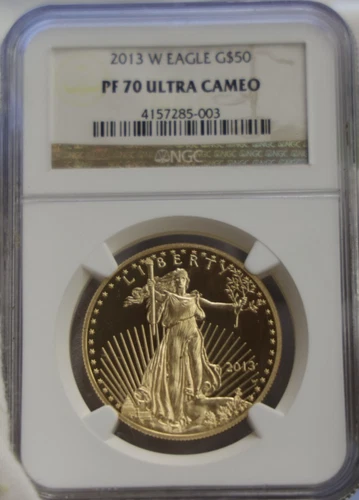 2013 W EAGLE G$50
PF 70 ULTRA CAMEO
4157285-003
NGC
LIBERTY
2013